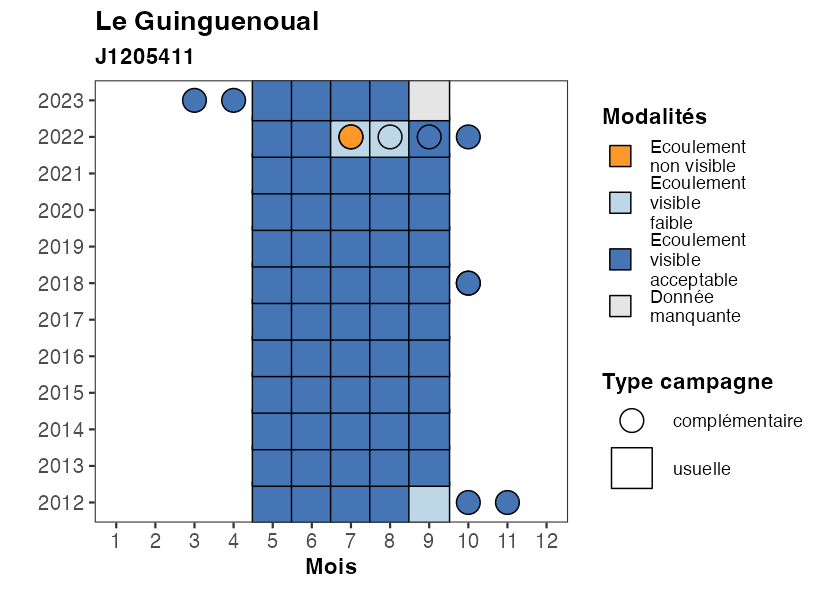 Le Guinguenoual
J1205411
2023
2022
2021
2020
2019
2018
2017
2016
2015
2014
2013
2012
1 2 3 4 5 6 7 8 9 10 11 12
Mois
Modalités
Ecoulement
non visible
Ecoulement
visible
faible
Ecoulement
visible
acceptable
Donnée
manquante
Type campagne
complémentaire
usuelle